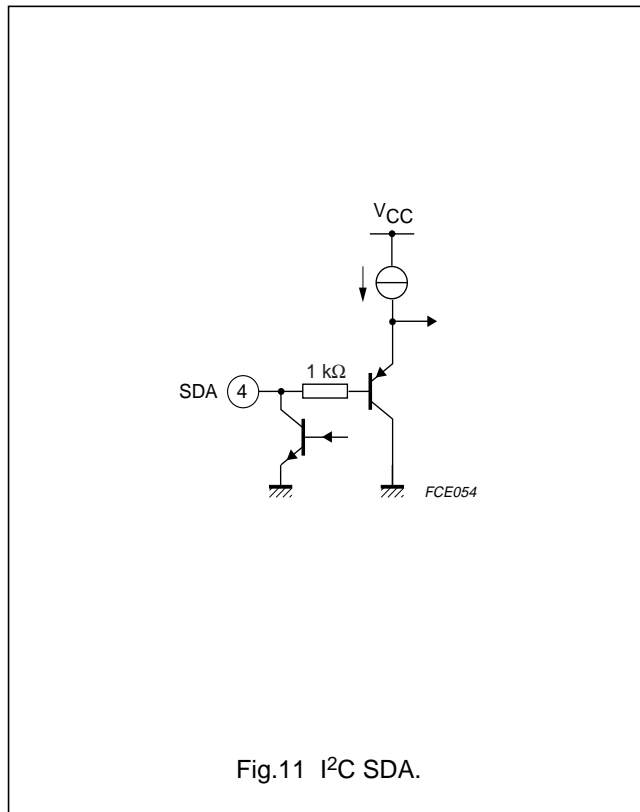 VCC
1 kΩ
SDA 4
FCE054
Fig.11 I²C SDA.